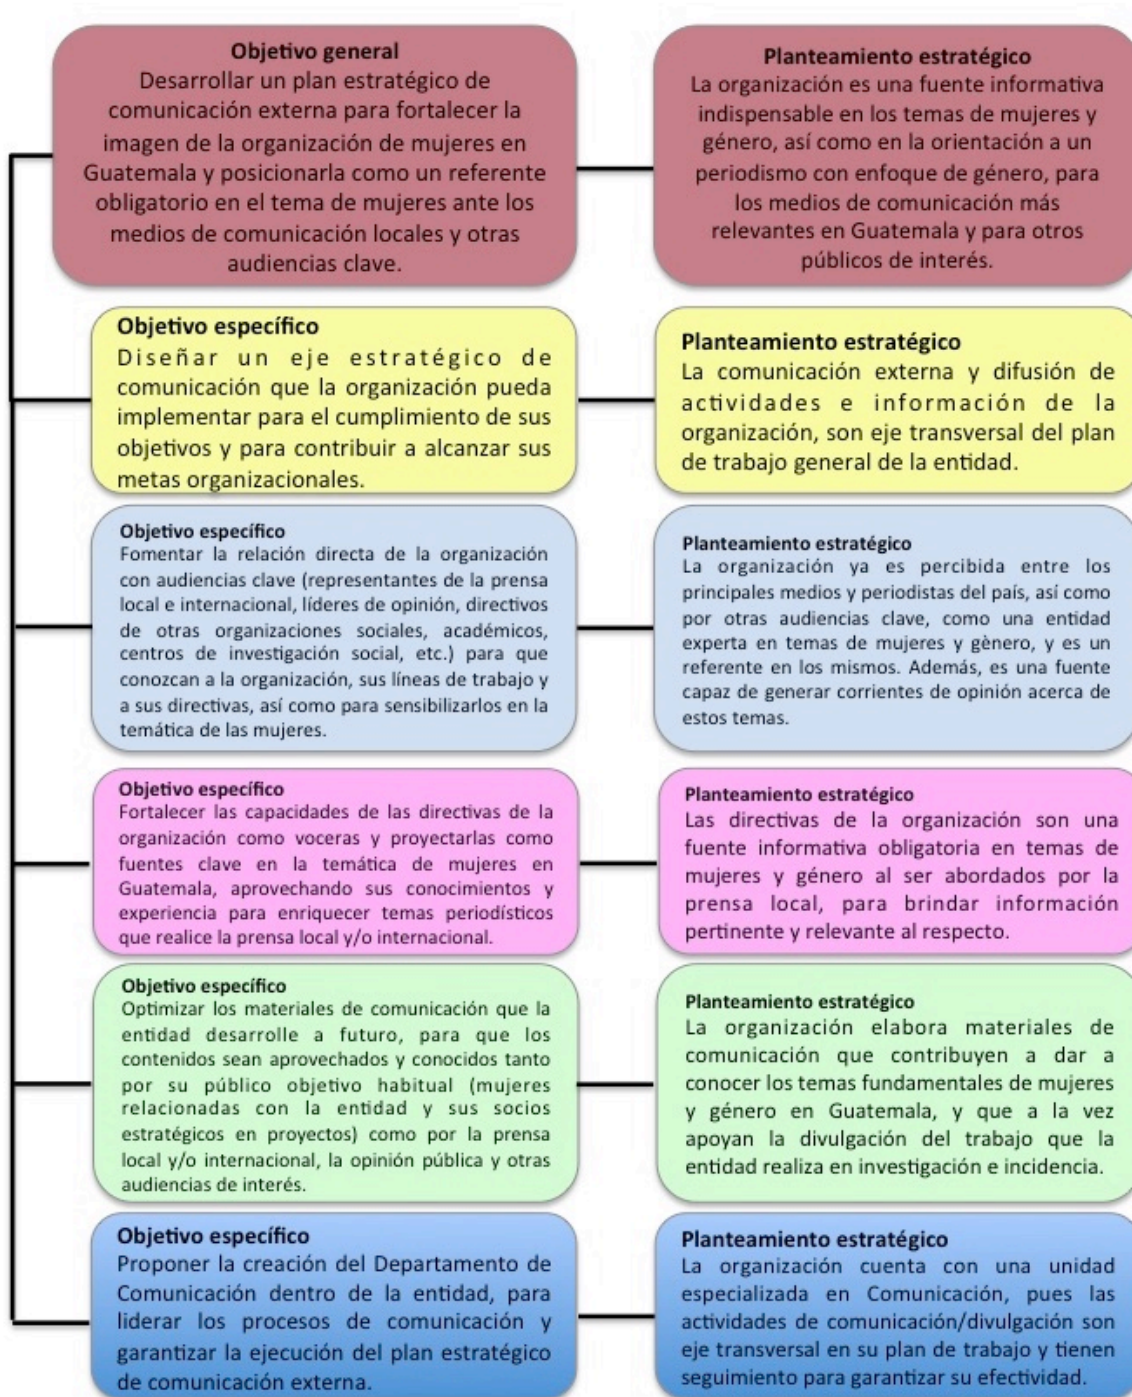 Objetivo general
Desarrollar un plan estratégico de
comunicación externa para fortalecer la
imagen de la organización de mujeres en
Guatemala y posicionarla como un referente
obligatorio en el tema de mujeres ante los
medios de comunicación locales y otras
audiencias clave.
Planteamiento estratégico
La organización es una fuente informativa
indispensable en los temas de mujeres y
género, así como en la orientación a un
periodismo con enfoque de género, para
los medios de comunicación más
relevantes en Guatemala y para otros
públicos de interés.
Objetivo específico
Diseñar un eje estratégico de
comunicación que la organización pueda
implementar para el cumplimiento de sus
objetivos y para contribuir a alcanzar sus
metas organizacionales.
Planteamiento estratégico
La comunicación externa y difusión de
actividades e información de la
organización, son eje transversal del plan
de trabajo general de la entidad.
Objetivo específico
Fomentar la relación directa de la organización
con audiencias clave (representantes de la prensa
local e internacional, líderes de opinión, directivos
de otras organizaciones sociales, académicos,
centros de investigación social, etc.) para que
conozcan a la organización, sus líneas de trabajo y
a sus directivas, así como para sensibilizarlos en la
temática de las mujeres.
Planteamiento estratégico
La organización ya es percibida entre los
principales medios y periodistas del país, así como
por otras audiencias clave, como una entidad
experta en temas de mujeres y gènero, y es un
referente en los mismos. Además, es una fuente
capaz de generar corrientes de opinión acerca de
estos temas.
Objetivo específico
Fortalecer las capacidades de las directivas de la
organización como voceras y proyectarlas como
fuentes clave en la temática de mujeres en
Guatemala, aprovechando sus conocimientos y
experiencia para enriquecer temas periodísticos
que realice la prensa local y/o internacional.
Planteamiento estratégico
Las directivas de la organización son una
fuente informativa obligatoria en temas de
mujeres y género al ser abordados por la
prensa local, para brindar información
pertinente y relevante al respecto.
Objetivo específico
Optimizar los materiales de comunicación que la
entidad desarrolle a futuro, para que los
contenidos sean aprovechados y conocidos tanto
por su público objetivo habitual (mujeres
relacionadas con la entidad y sus socios
estratégicos en proyectos) como por la prensa
local y/o internacional, la opinión pública y otras
audiencias de interés.
Planteamiento estratégico
La organización elabora materiales de
comunicación que contribuyen a dar a
conocer los temas fundamentales de mujeres
y género en Guatemala, y que a la vez
apoyan la divulgación del trabajo que la
entidad realiza en investigación e incidencia.
Objetivo específico
Proponer la creación del Departamento de
Comunicación dentro de la entidad, para
liderar los procesos de comunicación y
garantizar la ejecución del plan estratégico
de comunicación externa.
Planteamiento estratégico
La organización cuenta con una unidad
especializada en Comunicación, pues las
actividades de comunicación/divulgación son
eje transversal en su plan de trabajo y tienen
seguimiento para garantizar su efectividad.